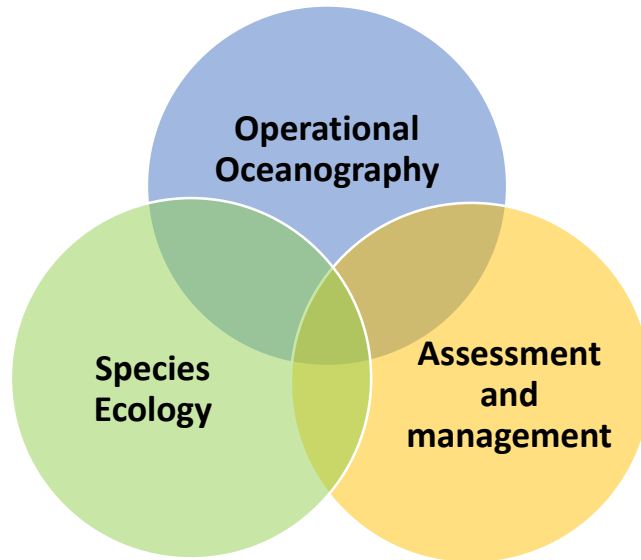 Operational
Oceanography
Species
Ecology
Assessment
and
management